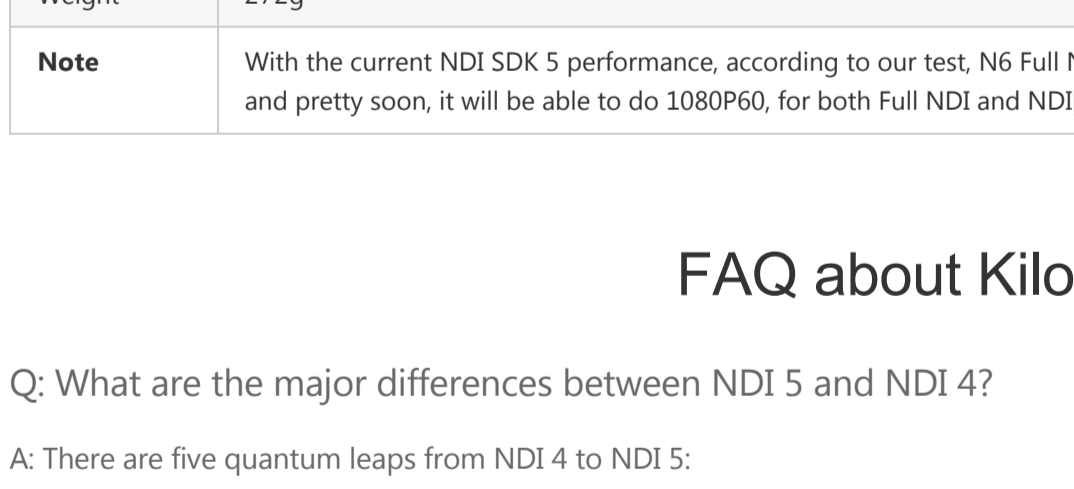 Weight 272g
Note With the current NDI SDK 5 performance, according to our test, N6 Full
and pretty soon, it will be able to do 1080P60, for both Full NDI and NDI
FAQ about Kilo
Q: What are the major differences between NDI 5 and NDI 4?
A: There are five quantum leaps from NDI 4 to NDI 5: